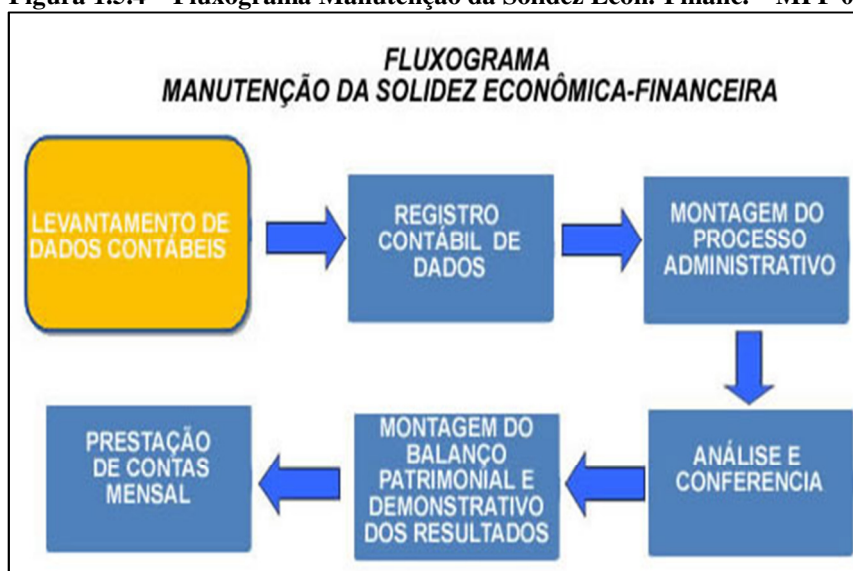 FLUXOGRAMA
MANUTENÇÃO DA SOLIDEZ ECONÔMICA-FINANCEIRA
LEVANTAMENTO DE
DADOS CONTÁBEIS
REGISTRO
CONTÁBIL DE
DADOS
MONTAGEM DO
PROCESSO
ADMINISTRATIVO
ANÁLISE E
CONFERENCIA
MONTAGEM DO
BALANÇO
PATRIMONIAL E
DEMONSTRATIVO
DOS RESULTADOS
PRESTAÇÃO
DE CONTAS
MENSAL